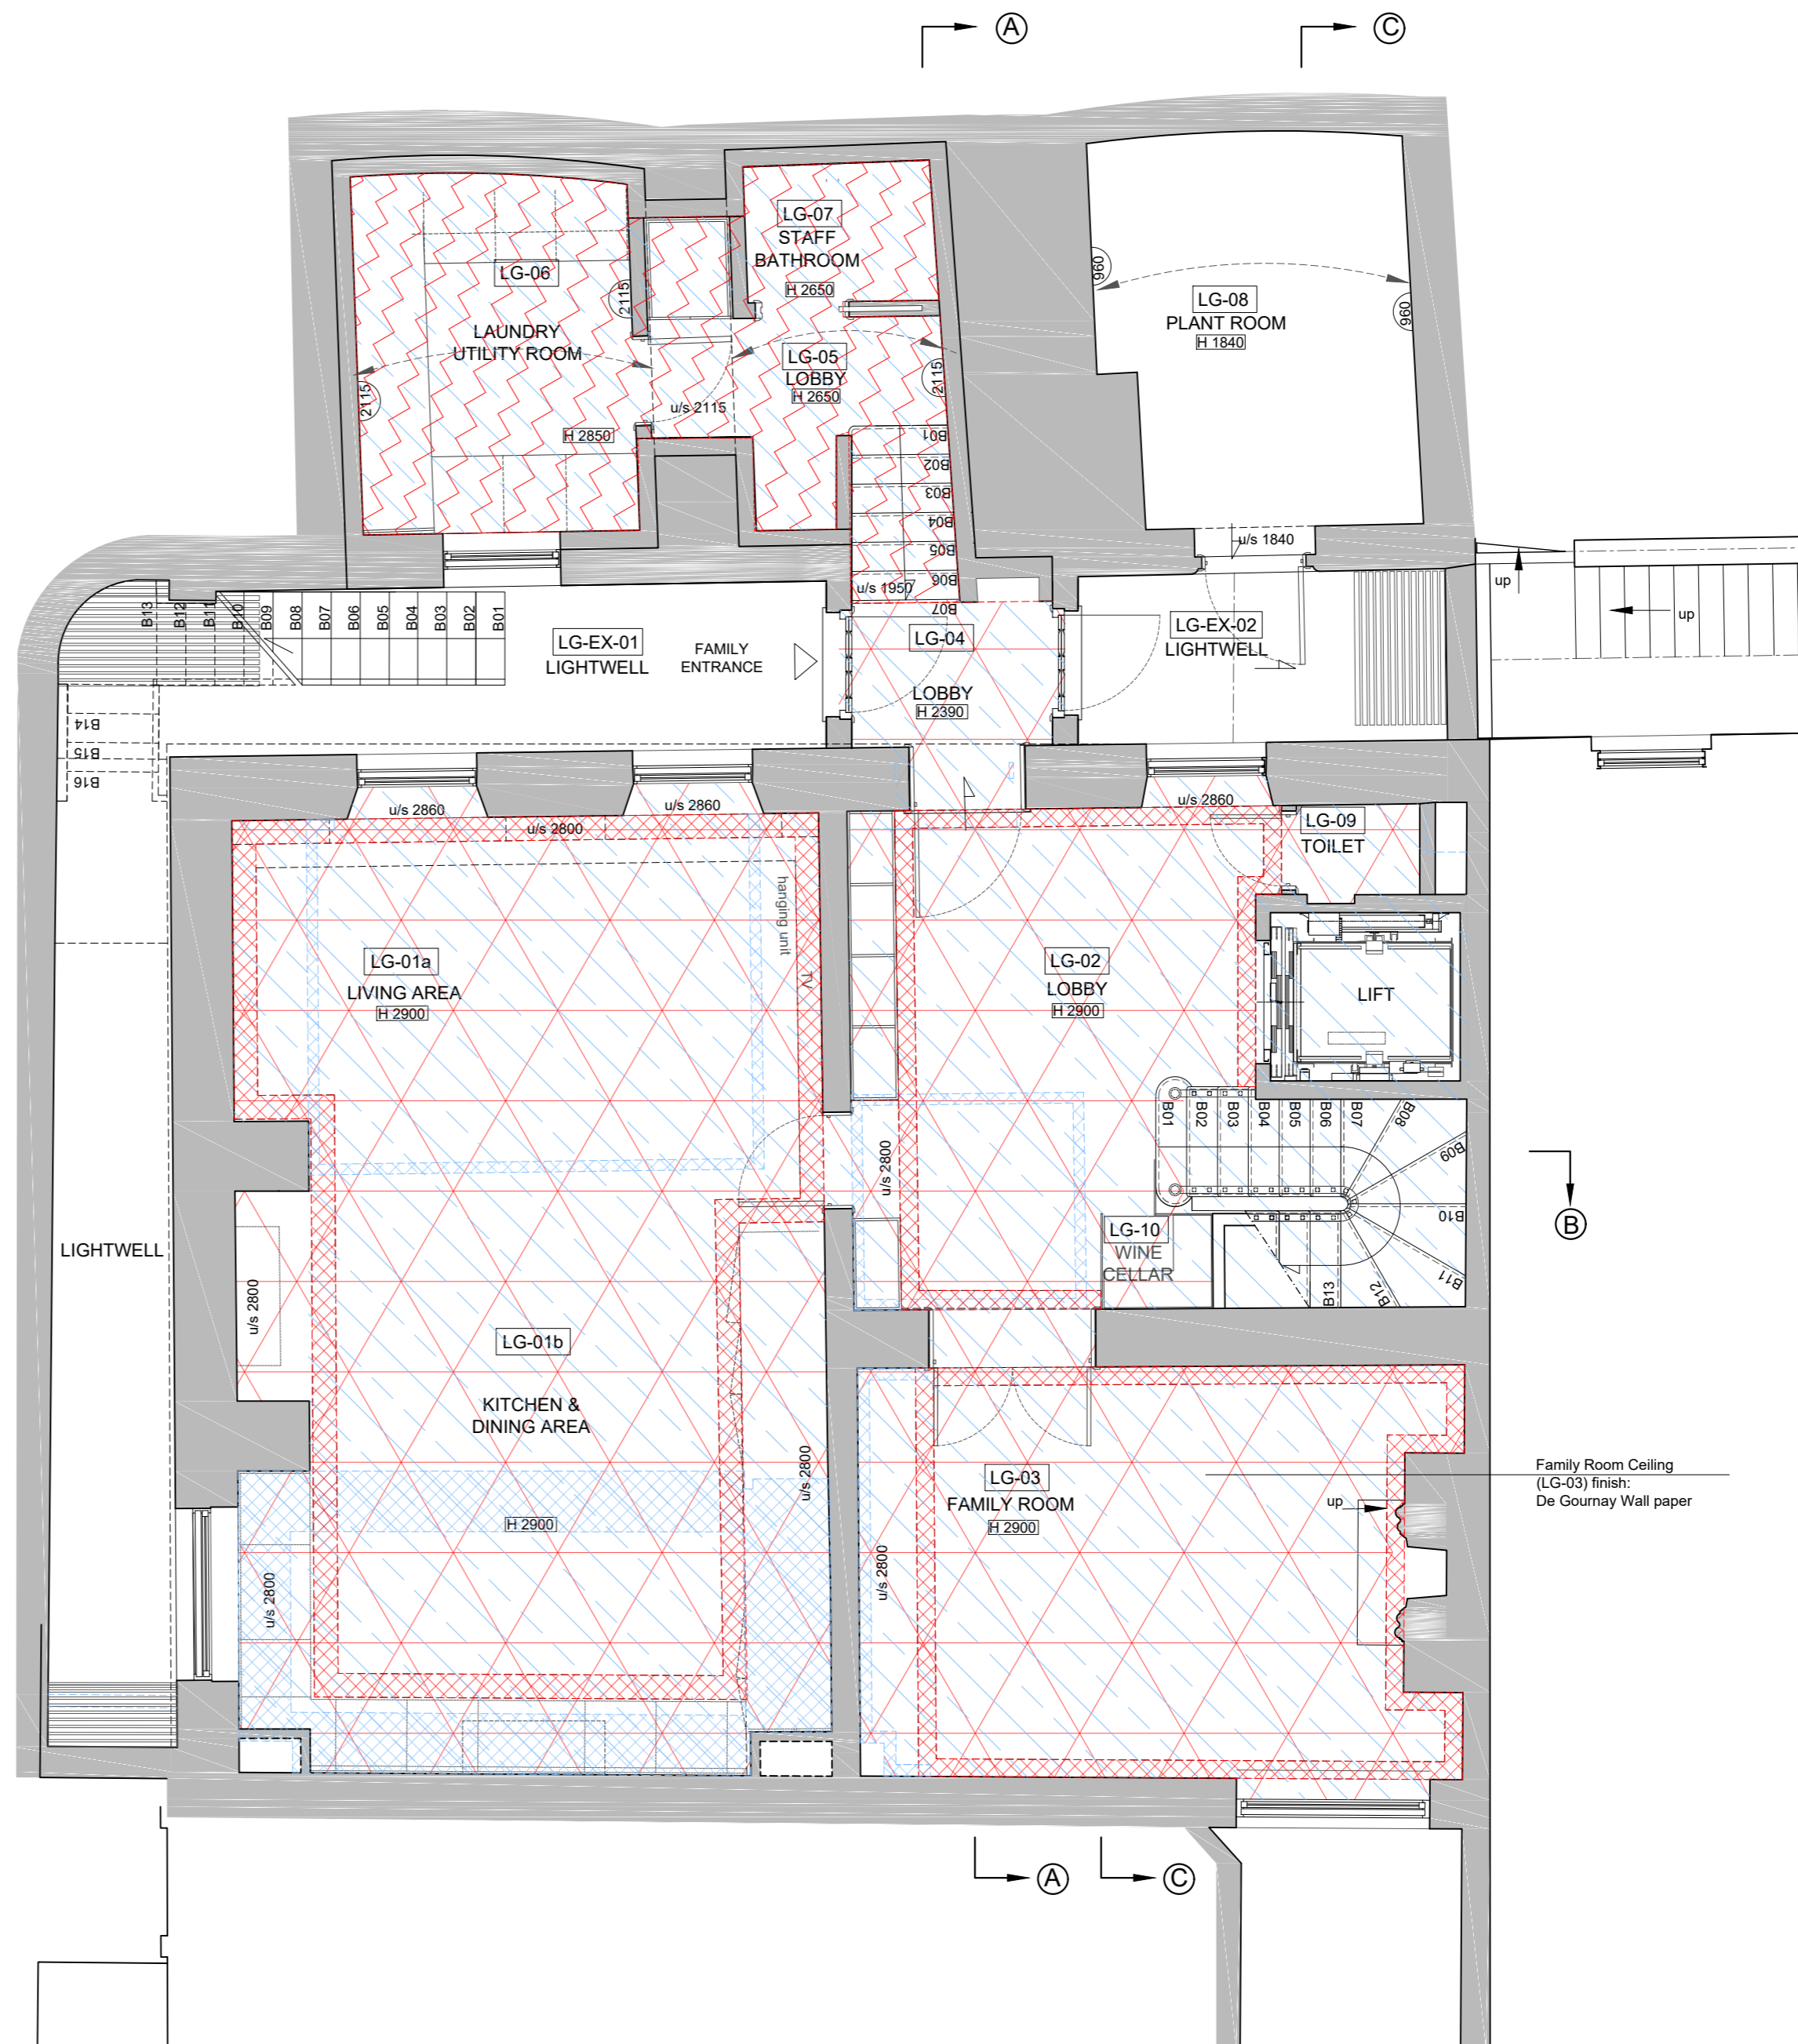 A
C
LG-07
STAFF
BATHROOM
H 2650
LG-06
LAUNDRY
UTILITY ROOM
2115
2115
H 2850
LG-05
LOBBY
H 2650
2115
u/s 2115
960
960
LG-08
PLANT ROOM
H 1840
u/s 1840
B01
B02
B03
B04
B05
B06
B07
u/s 1950
B13
B12
B11
B10
B09
B08
B07
B06
B05
B04
B03
B02
B01
B14
B15
B16
LG-EX-01
LIGHTWELL
FAMILY
ENTRANCE
LG-04
LOBBY
H 2390
LG-EX-02
LIGHTWELL
up
up
u/s 2860
u/s 2860
u/s 2800
u/s 2860
LG-09
TOILET
hanging unit
TV
LG-01a
LIVING AREA
H 2900
LG-02
LOBBY
H 2900
LIFT
B01
B02
B03
B04
B05
B06
B07
B08
B09
B10
B11
B12
B13
u/s 2800
B
LG-10
WINE
CELLAR
LIGHTWELL
u/s 2800
LG-01b
KITCHEN &
DINING AREA
H 2900
u/s 2800
u/s 2800
LG-03
FAMILY ROOM
H 2900
u/s 2800
up
Family Room Ceiling
(LG-03) finish:
De Gournay Wall paper
A
C